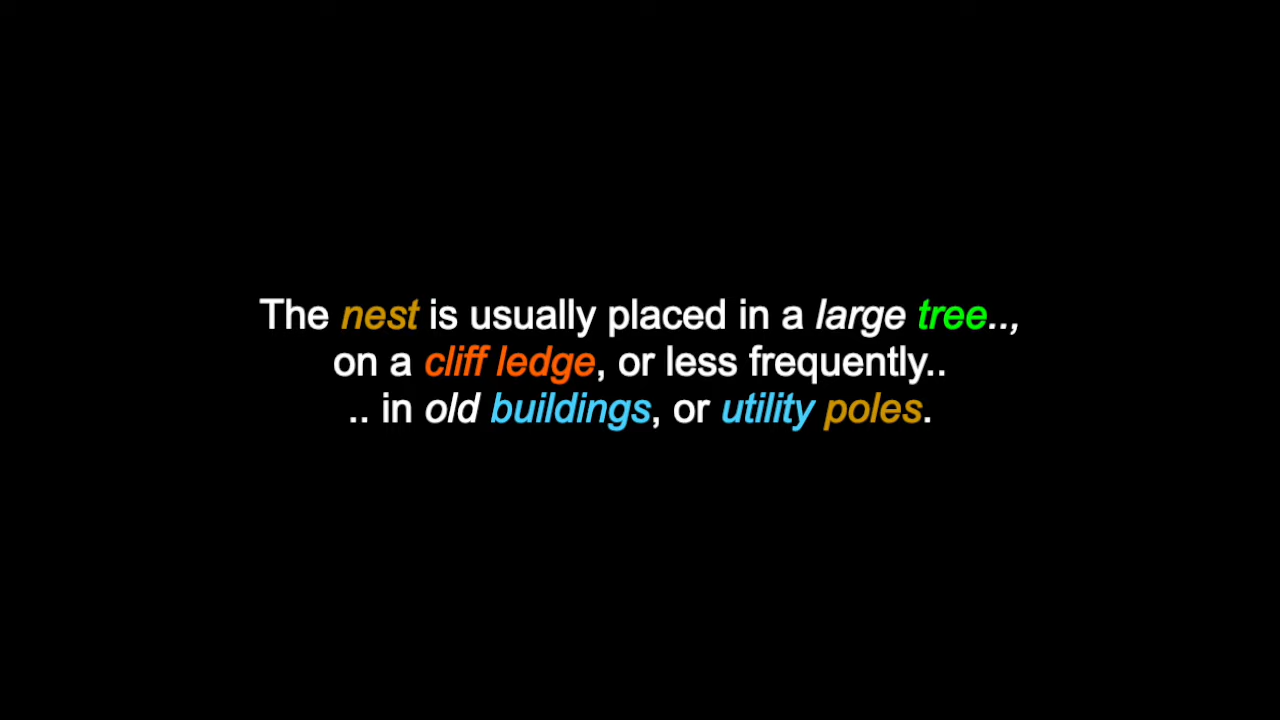 The nest is usually placed in a large tree..,
on a cliff ledge, or less frequently..
.. in old buildings, or utility poles.